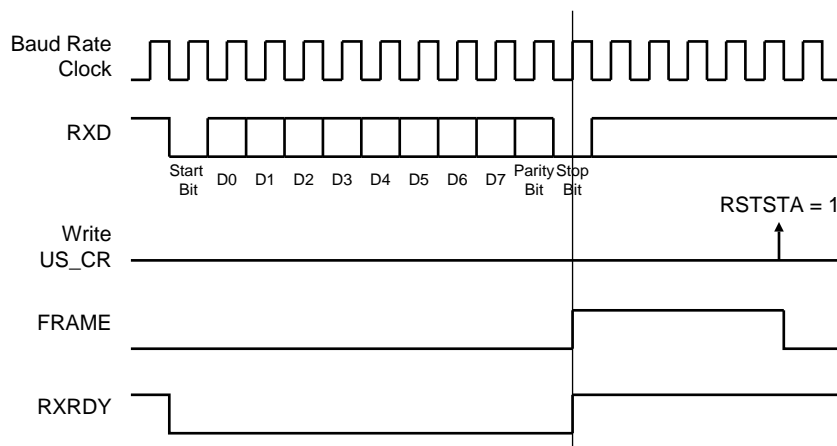 Baud Rate
Clock
RXD
Start
Bit
D0
D1
D2
D3
D4
D5
D6
D7
Parity
Bit
Stop
Bit
RSTSTA = 1
Write
US_CR
FRAME
RXRDY